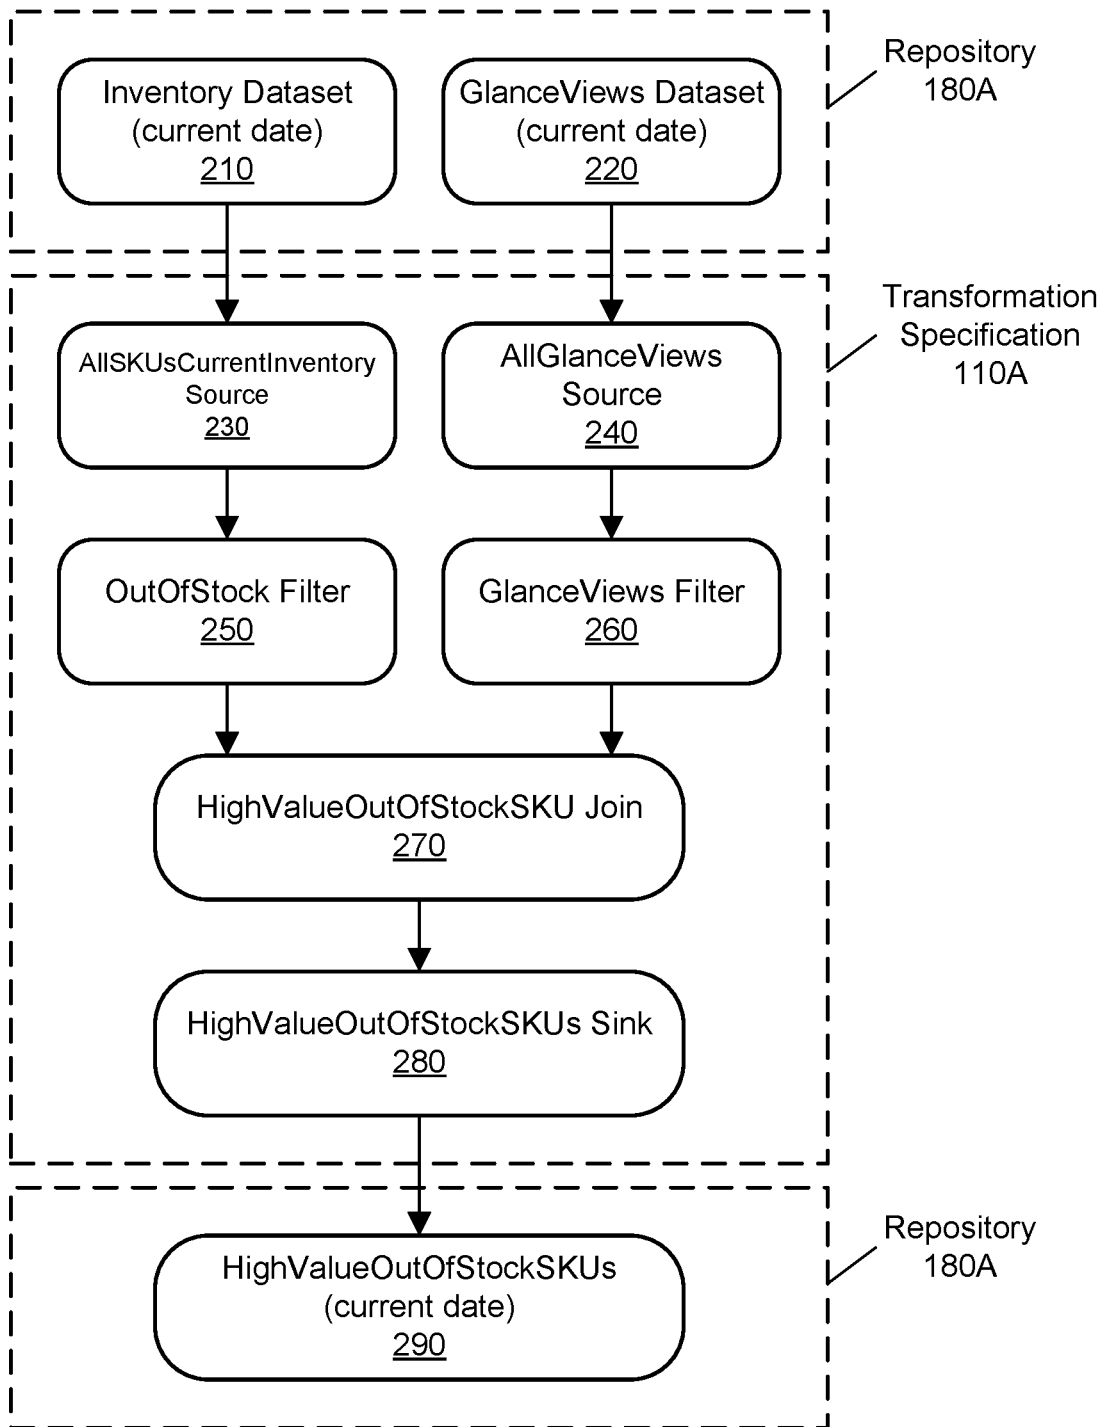 Inventory Dataset
(current date)
210
GlanceViews Dataset
(current date)
220
Repository
180A
AllSKUsCurrentInventory
Source
230
AllGlanceViews
Source
240
Transformation
Specification
110A
OutOfStock Filter
250
GlanceViews Filter
260
HighValueOutOfStockSKU Join
270
HighValueOutOfStockSKUs Sink
280
HighValueOutOfStockSKUs
(current date)
290
Repository
180A